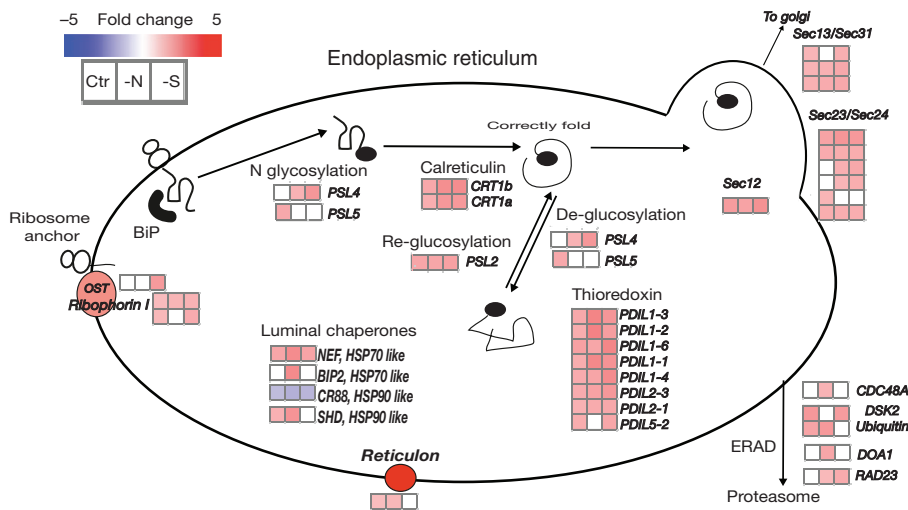 −5 Fold change 5
Ctr -N -S
Endoplasmic reticulum
To golgi
Sec13/Sec31
Sec23/Sec24
Correctly fold
N glycosylation
PSL4
PSL5
Calreticulin
CRT1b
CRT1a
Sec12
BiP
Ribosome
anchor
De-glucosylation
PSL4
PSL5
Re-glucosylation
PSL2
OST
Ribophorin I
Thioredoxin
PDIL1-3
PDIL1-2
PDIL1-6
PDIL1-1
PDIL1-4
PDIL2-3
PDIL2-1
PDIL5-2
Luminal chaperones
NEF, HSP70 like
BIP2, HSP70 like
CR88, HSP90 like
SHD, HSP90 like
CDC48A
DSK2
Ubiquitin
DOA1
RAD23
ERAD
Proteasome
Reticulon